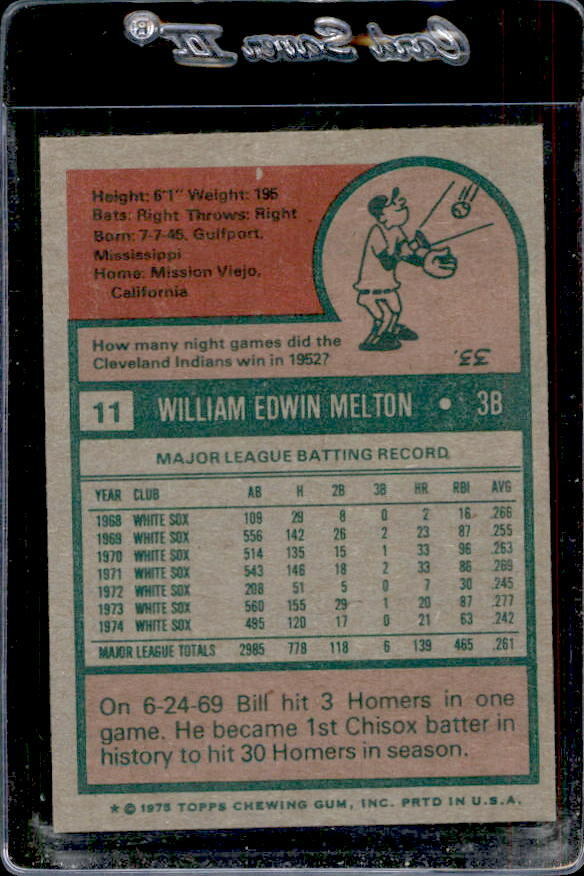 Card Saver II
Height: 6'1" Weight: 195
Bats: Right Throws: Right
Born: 7-7-45, Gulfport,
Mississippi
Home: Mission Viejo,
California
How many night games did the
Cleveland Indians win in 1952?
33.
11 WILLIAM EDWIN MELTON • 3B
MAJOR LEAGUE BATTING RECORD
YEAR CLUB AB H 2B 3B HR RBI AVG
1968 WHITE SOX 109 29 8 0 2 16 .266
1969 WHITE SOX 556 142 26 2 23 87 .255
1970 WHITE SOX 514 135 15 1 33 96 .263
1971 WHITE SOX 543 146 18 2 33 86 .269
1972 WHITE SOX 208 51 5 0 7 30 .245
1973 WHITE SOX 560 155 29 1 20 87 .277
1974 WHITE SOX 495 120 17 0 21 63 .242
MAJOR LEAGUE TOTALS 2985 778 118 6 139 465 .261
On 6-24-69 Bill hit 3 Homers in one
game. He became 1st Chisox batter in
history to hit 30 Homers in season.
* © 1975 TOPPS CHEWING GUM, INC. PRTD IN U.S.A.